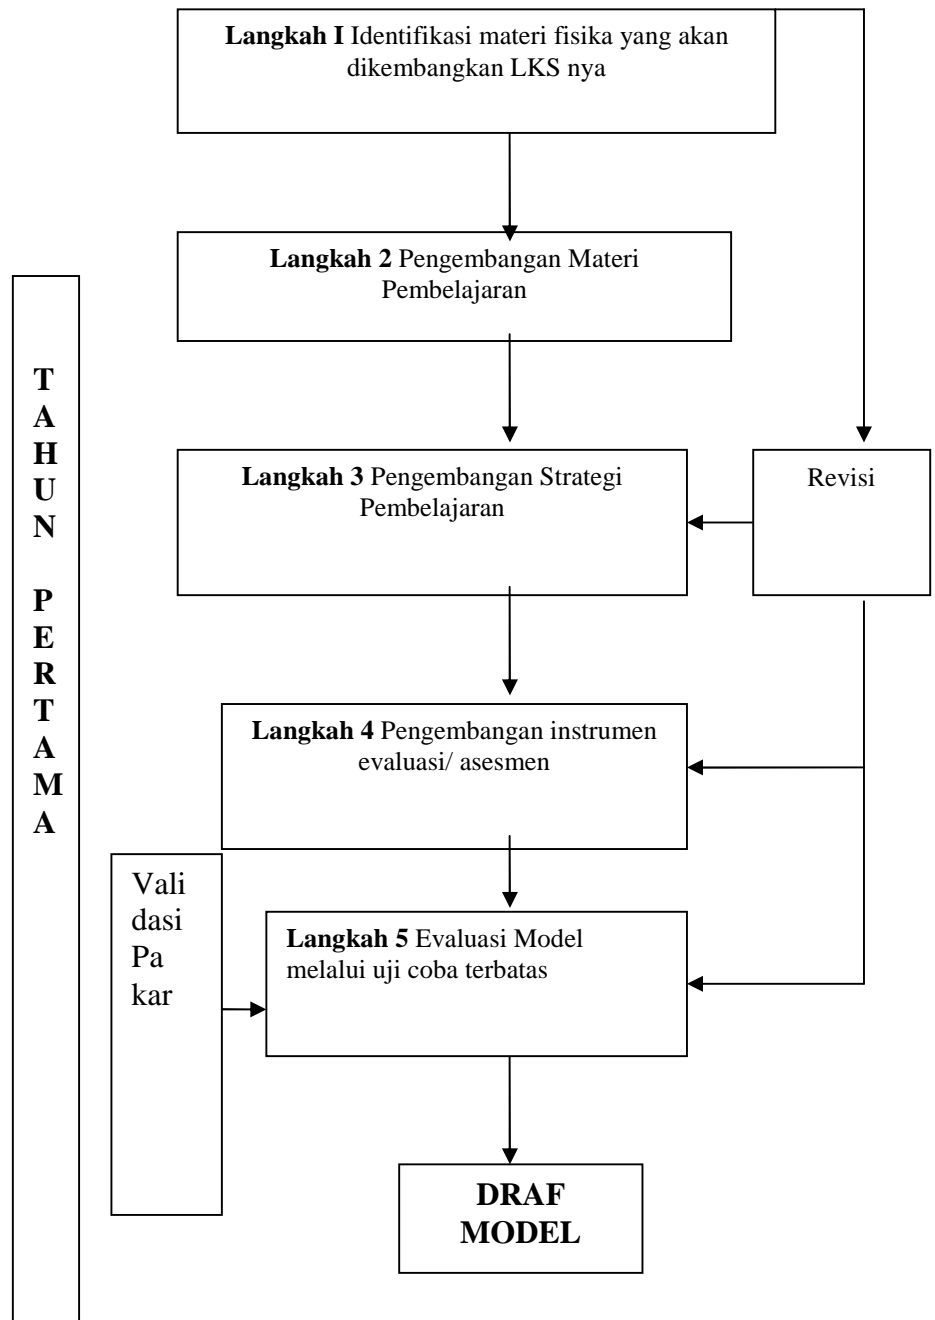 Langkah I Identifikasi materi fisika yang akan
dikembangkan LKS nya
Langkah 2 Pengembangan Materi
Pembelajaran
T
A
H
U
N
P
E
R
T
A
M
A
Langkah 3 Pengembangan Strategi
Pembelajaran
Revisi
Langkah 4 Pengembangan instrumen
evaluasi/ asesmen
Vali
dasi
Pa
kar
Langkah 5 Evaluasi Model
melalui uji coba terbatas
DRAF
MODEL